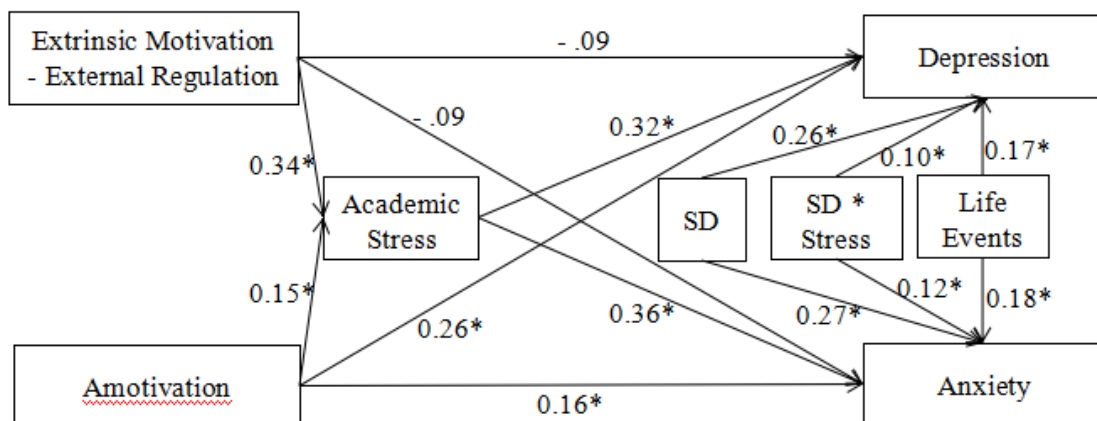 Extrinsic Motivation
- External Regulation
- .09
Depression
- .09
0.32*
0.26*
0.10*
0.17*
0.34*
Academic
Stress
SD
SD *
Stress
Life
Events
0.15*
0.26*
0.36*
0.27*
0.12*
0.18*
Amotivation
0.16*
Anxiety